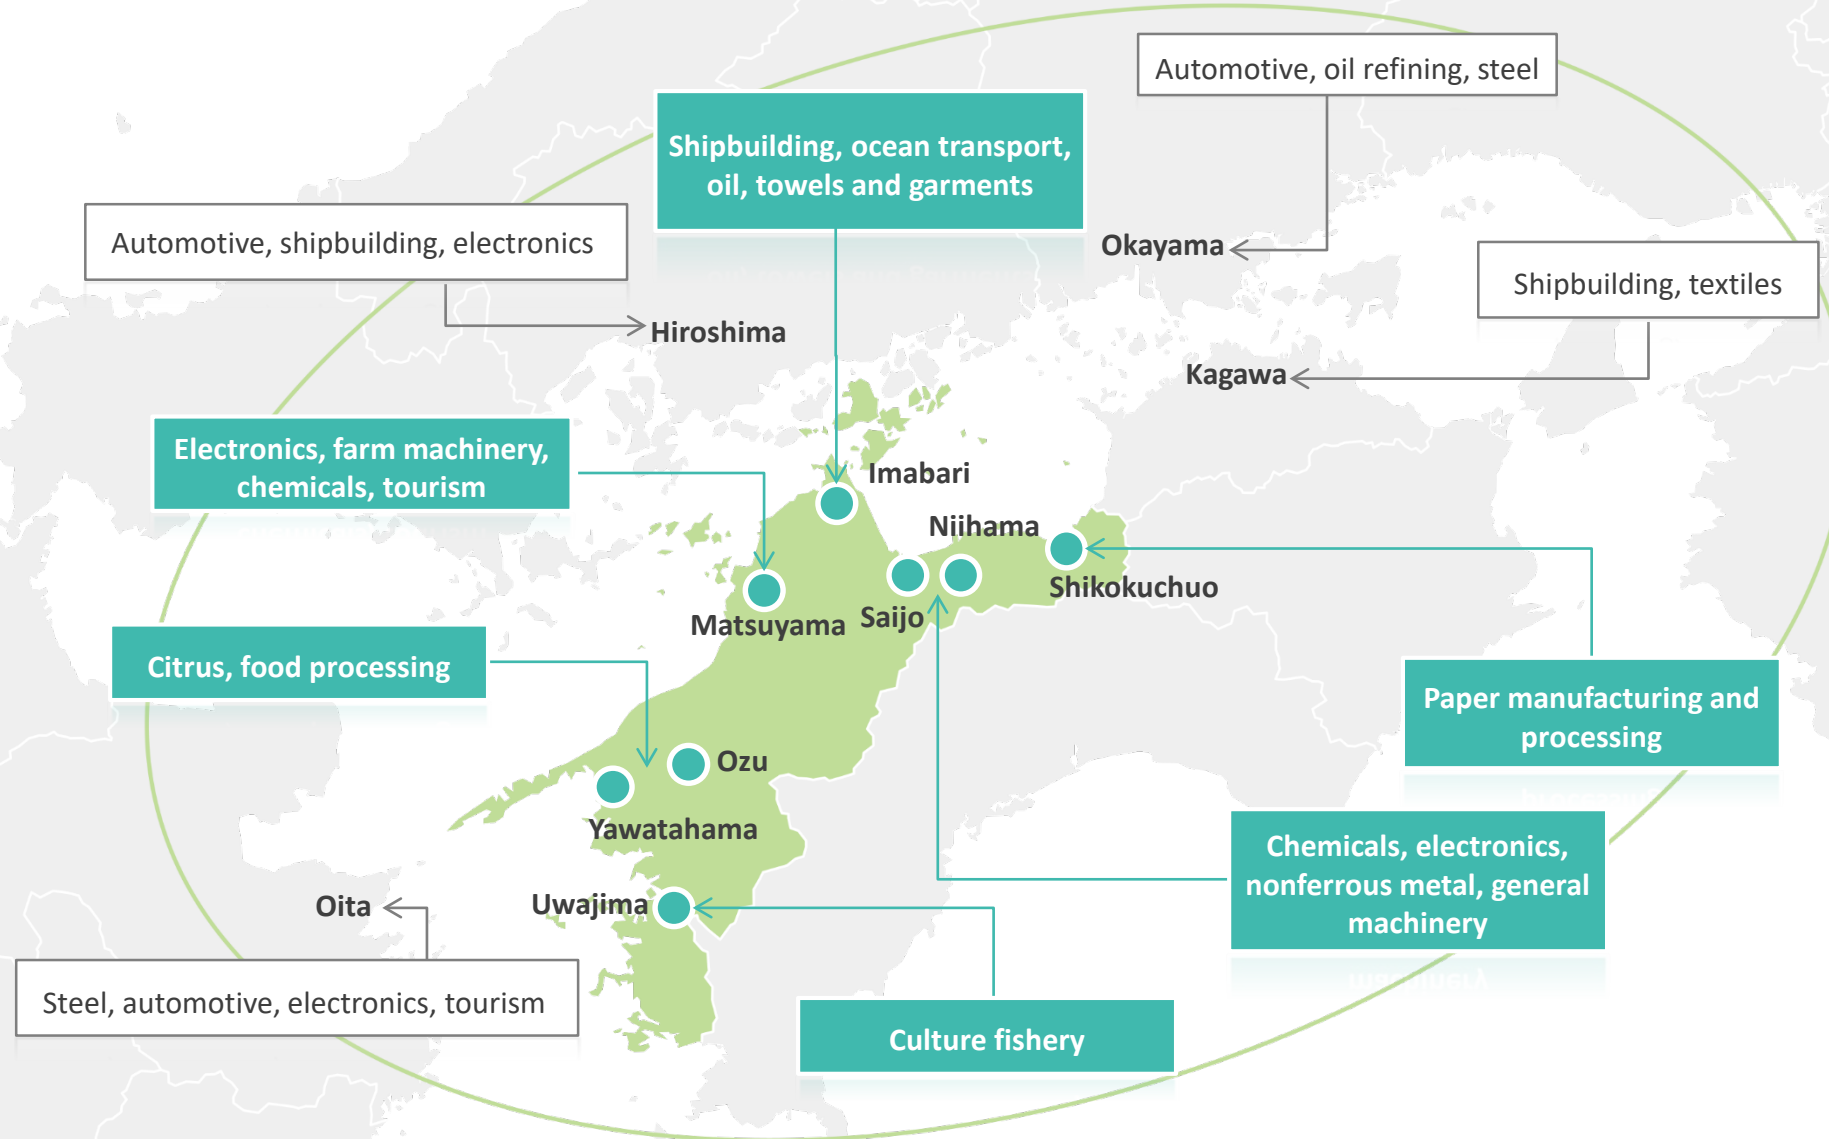 Automotive, oil refining, steel
Shipbuilding, ocean transport,
oil, towels and garments
Automotive, shipbuilding, electronics
Okayama
Shipbuilding, textiles
Hiroshima
Kagawa
Electronics, farm machinery,
chemicals, tourism
Imabari
Niihama
Shikokuchuo
Matsuyama
Saijo
Citrus, food processing
Paper manufacturing and
processing
Ozu
Yawatahama
Chemicals, electronics,
nonferrous metal, general
machinery
Oita
Uwajima
Steel, automotive, electronics, tourism
Culture fishery